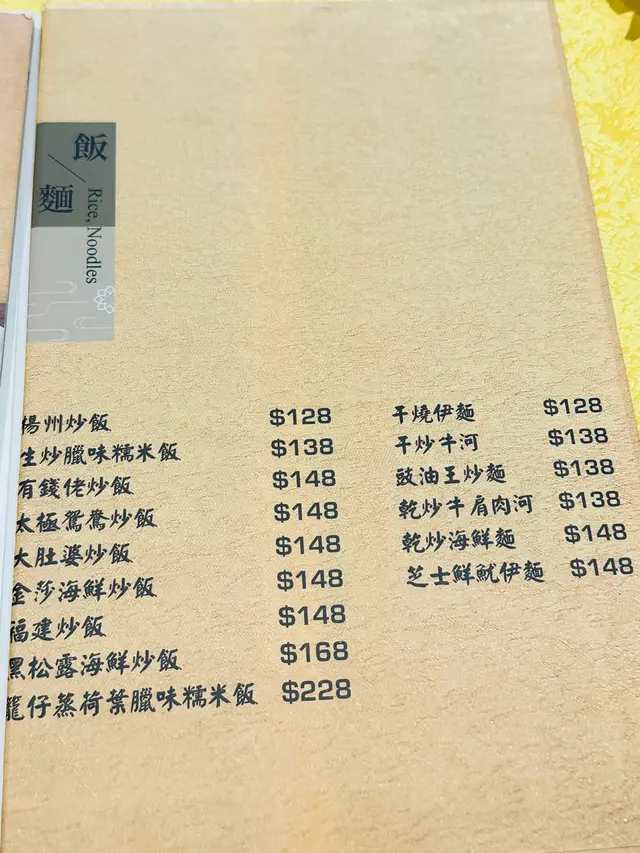 飯
麵
Rice, Noodles
揚州炒飯 $128
生炒臘味糯米飯 $138
有錢佬炒飯 $148
太極鴛鴦炒飯 $148
大肚婆炒飯 $148
金莎海鮮炒飯 $148
福建炒飯 $148
黑松露海鮮炒飯 $168
籠仔蒸荷葉臘味糯米飯 $228
干燒伊麵 $128
干炒牛河 $138
豉油王炒麵 $138
乾炒牛肩肉河 $138
乾炒海鮮麵 $148
芝士鮮魷伊麵 $148